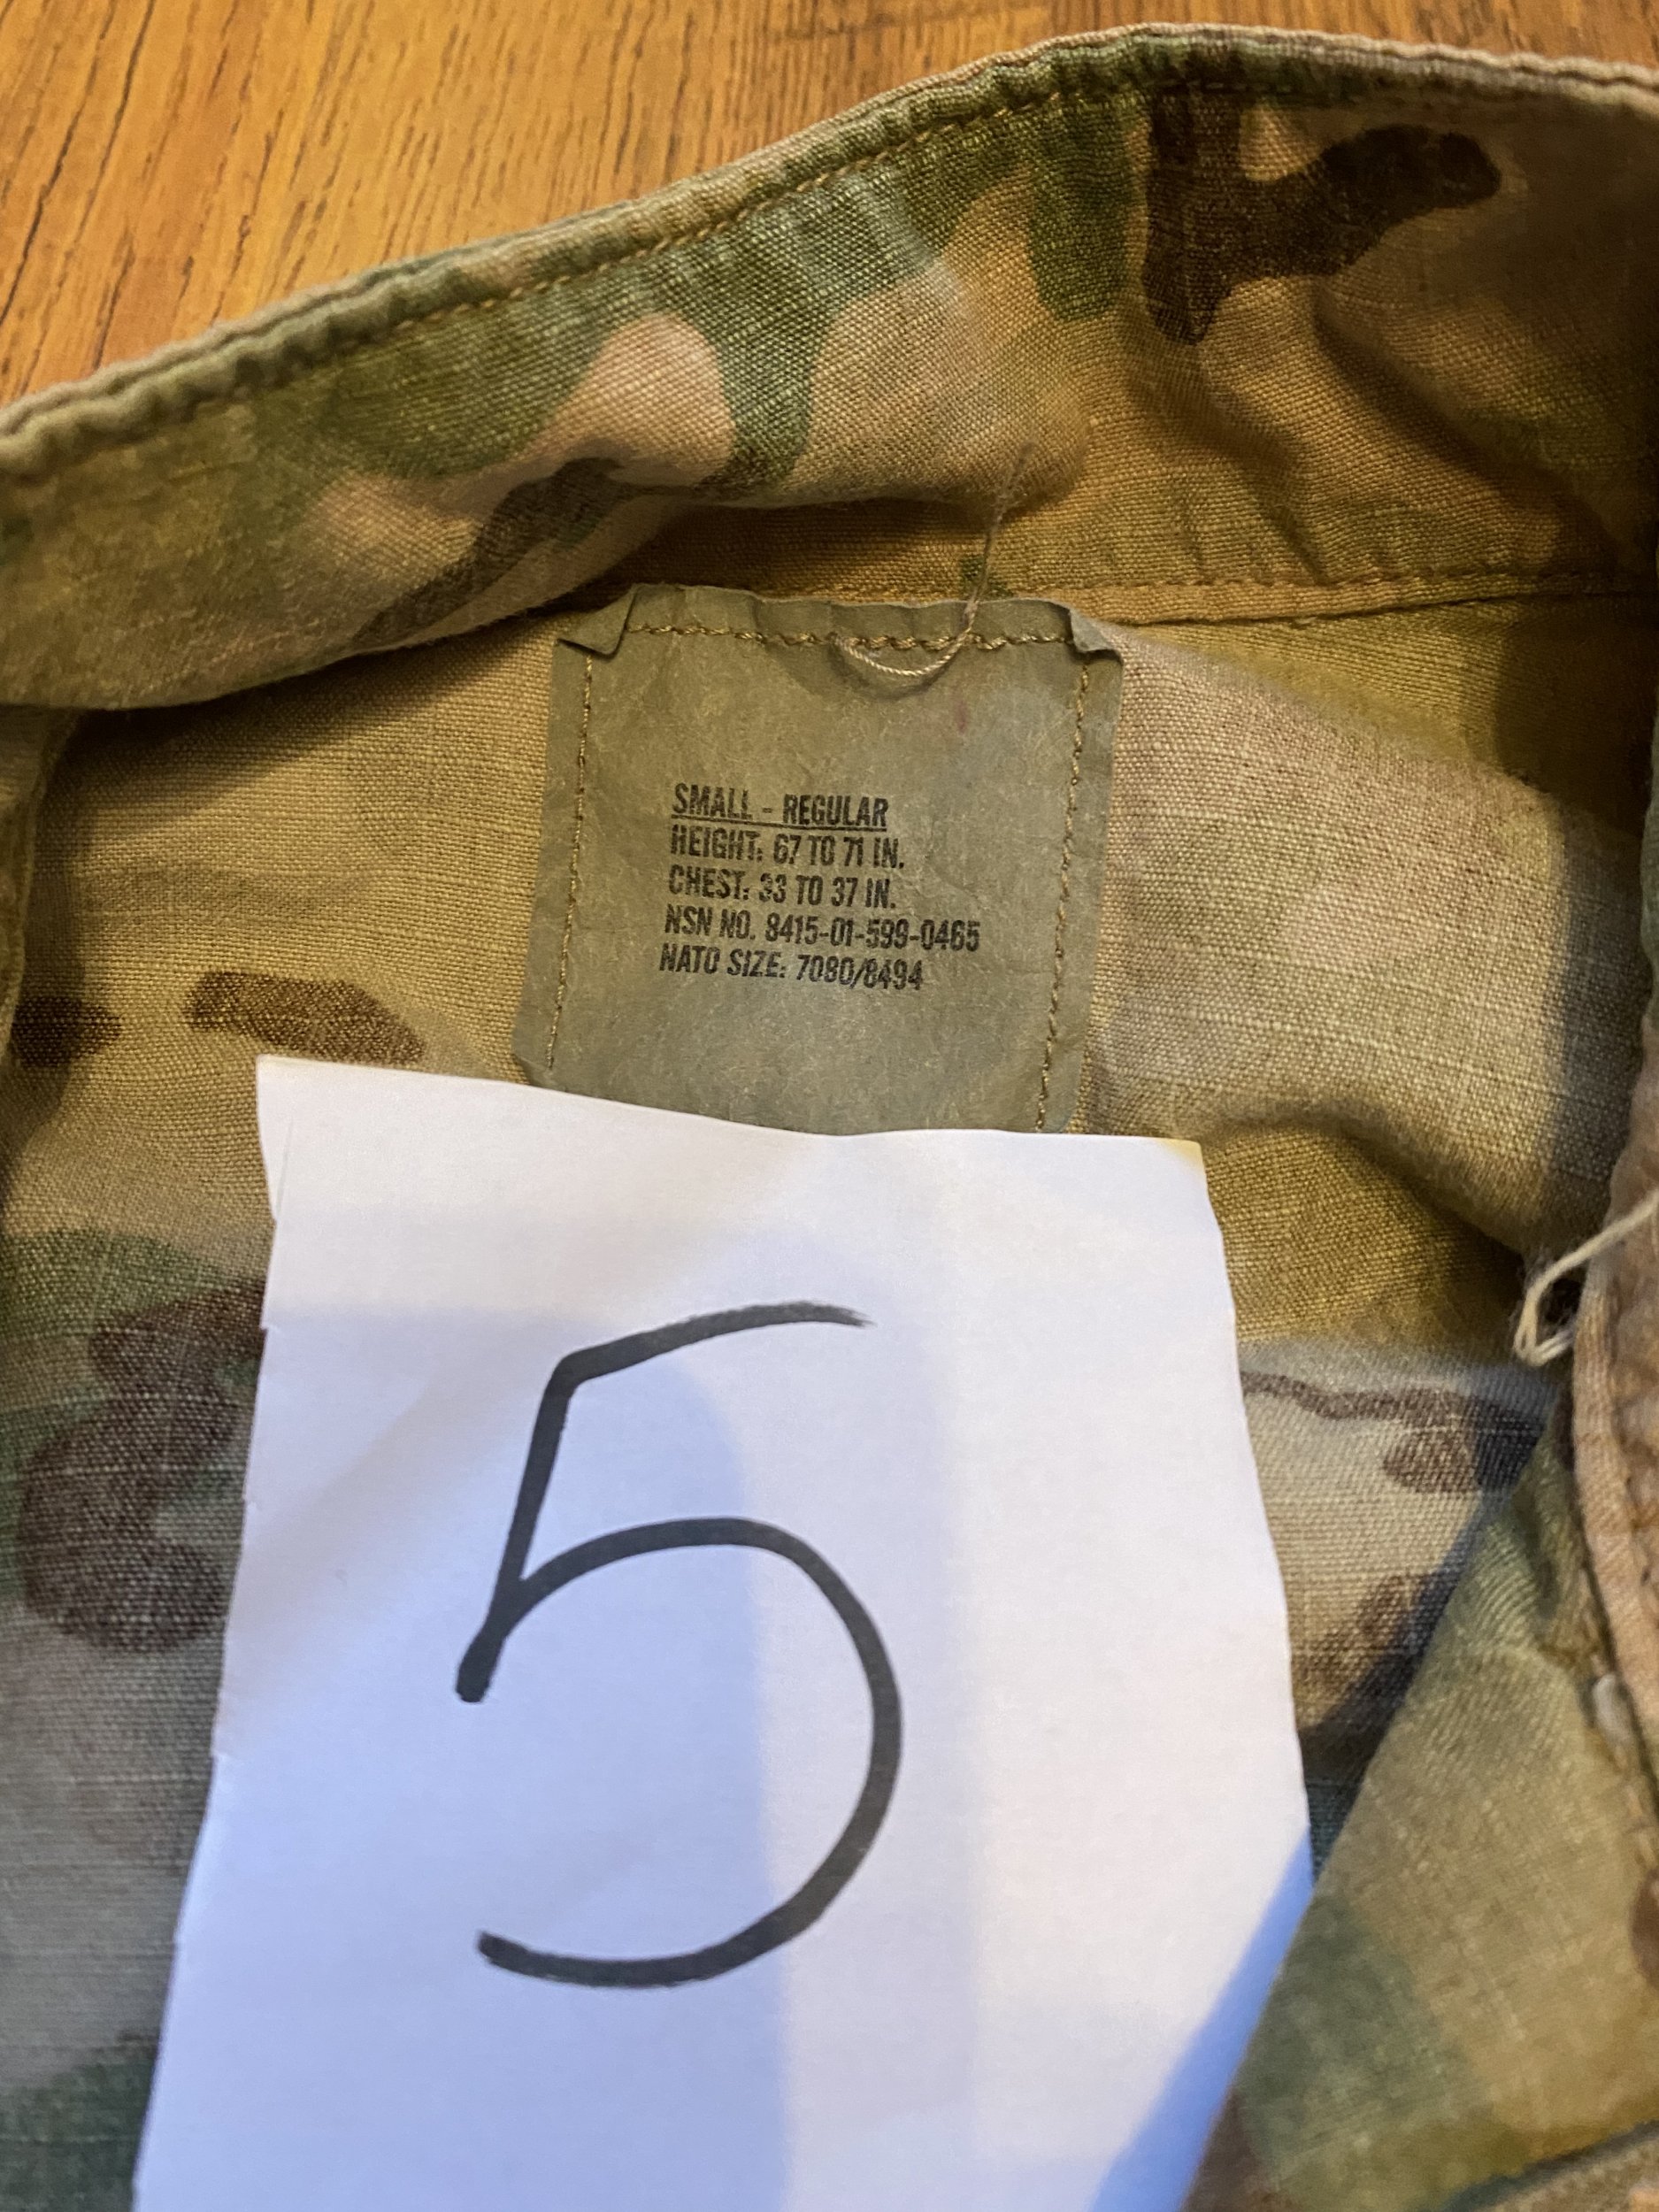 SMALL - REGULAR
HEIGHT: 67 TO 71 IN.
CHEST: 33 TO 37 IN.
NSN NO. 8415-01-599-0465
NATO SIZE: 7080/8494
5